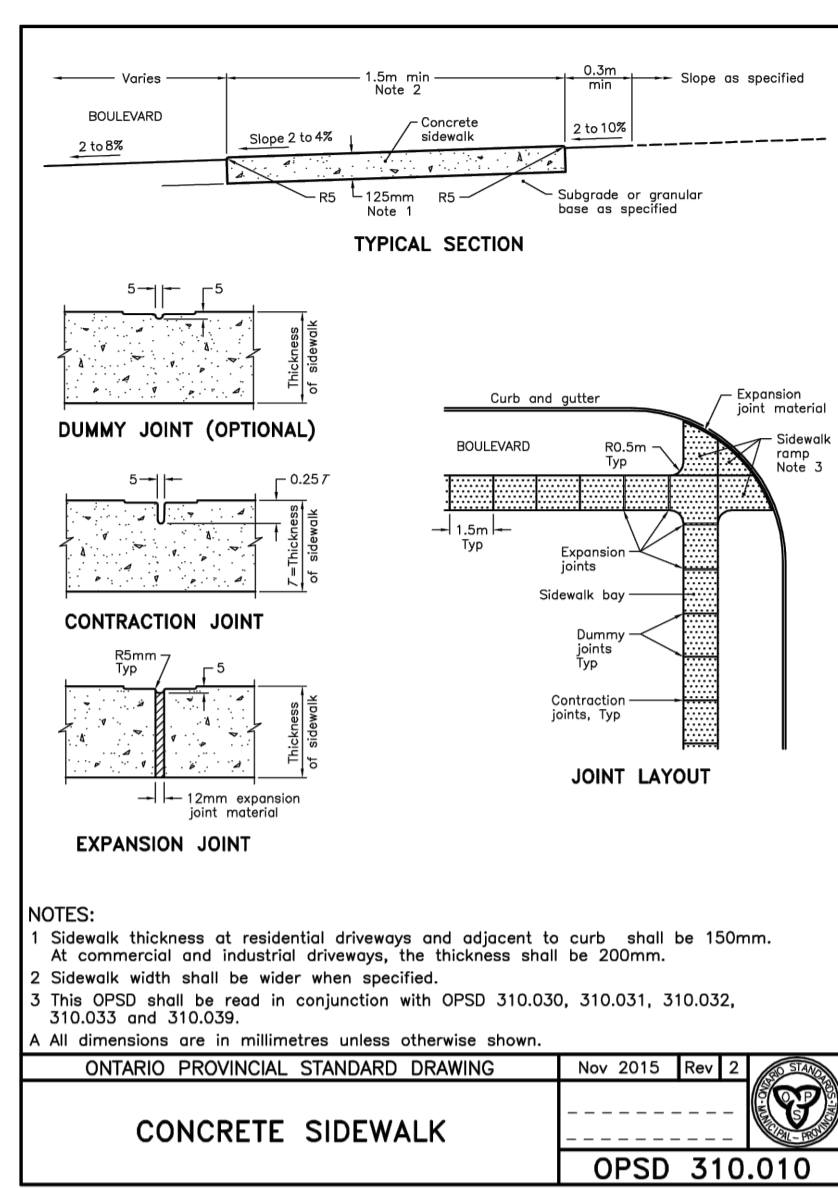 Varies
1.5m min
Note 2
0.3m
min
Slope as specified
BOULEVARD
2 to 8%
Slope 2 to 4%
Concrete
sidewalk
2 to 10%
R5
125mm
Note 1
R5
Subgrade or granular
base as specified
TYPICAL SECTION
5
5
Thickness
of sidewalk
DUMMY JOINT (OPTIONAL)
5
0.25T
T=Thickness
of sidewalk
CONTRACTION JOINT
R5mm
Typ
5
Thickness
of sidewalk
12mm expansion
joint material
EXPANSION JOINT
Curb and gutter
Expansion
joint material
BOULEVARD
R0.5m
Typ
Sidewalk
ramp
Note 3
1.5m
Typ
Expansion
joints
Sidewalk bay
Dummy
joints
Typ
Contraction
joints, Typ
JOINT LAYOUT
NOTES:
1 Sidewalk thickness at residential driveways and adjacent to curb shall be 150mm.
At commercial and industrial driveways, the thickness shall be 200mm.
2 Sidewalk width shall be wider when specified.
3 This OPSD shall be read in conjunction with OPSD 310.030, 310.031, 310.032,
310.033 and 310.039.
A All dimensions are in millimetres unless otherwise shown.
ONTARIO PROVINCIAL STANDARD DRAWING
Nov 2015
Rev
2
CONCRETE SIDEWALK
ONTARIO STANDARDS
MUNICIPAL - PROVINCIAL
O P
S
OPSD 310.010